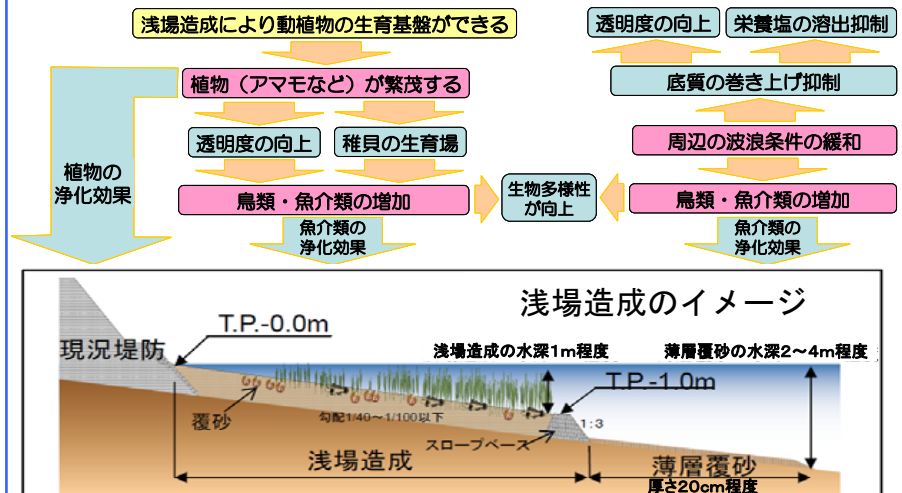 浅場造成により動植物の生育基盤ができる
植物（アマモなど）が繁茂する
透明度の向上
稚貝の生育場
鳥類・魚介類の増加
植物の
浄化効果
魚介類の
浄化効果
生物多様性
が向上
透明度の向上
栄養塩の溶出抑制
底質の巻き上げ抑制
周辺の波浪条件の緩和
鳥類・魚介類の増加
魚介類の
浄化効果
浅場造成のイメージ
T.P.-0.0m
現況堤防
浅場造成の水深1m程度
薄層覆砂の水深2～4m程度
T.P.-1.0m
覆砂
勾配1/40～1/100以下
1:3
スロープベース
浅場造成
薄層覆砂
厚さ20cm程度